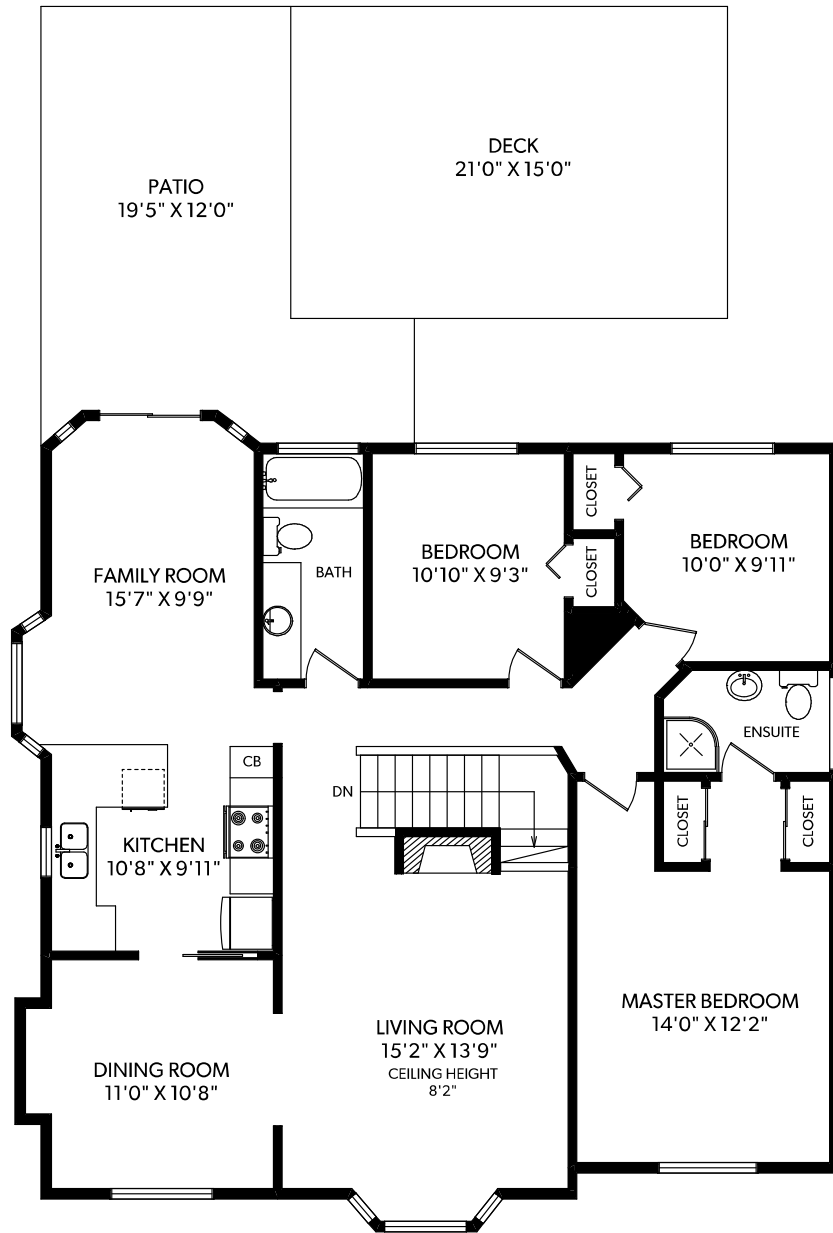 DECK
21'0" X 15'0"
PATIO
19'5" X 12'0"
CLOSET
BEDROOM
10'0" X 9'11"
BEDROOM
10'10" X 9'3"
CLOSET
BATH
FAMILY ROOM
15'7" X 9'9"
ENSUITE
CB
DN
CLOSET
CLOSET
KITCHEN
10'8" X 9'11"
MASTER BEDROOM
14'0" X 12'2"
LIVING ROOM
15'2" X 13'9"
CEILING HEIGHT
8'2"
DINING ROOM
11'0" X 10'8"